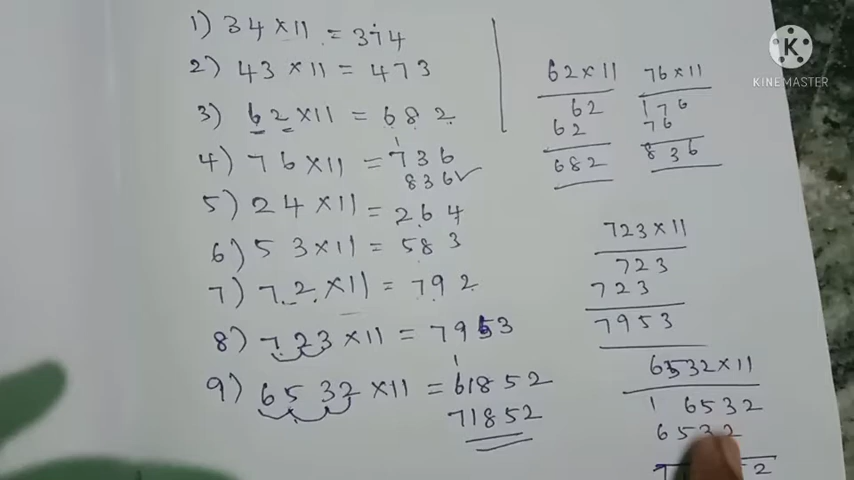 1) 34×11 = 374
2) 43×11 = 473
3) 62×11 = 682
1
4) 76×11 = 736
836✓
5) 24×11 = 264
6) 53×11 = 583
7) 72×11 = 792
8) 723×11 = 7953
1
9) 6532×11 = 61852
71852
62×11
62
62
682
76×11
176
76
836
723×11
723
723
7953
6532×11
1 6532
6532
K
KINEMASTER